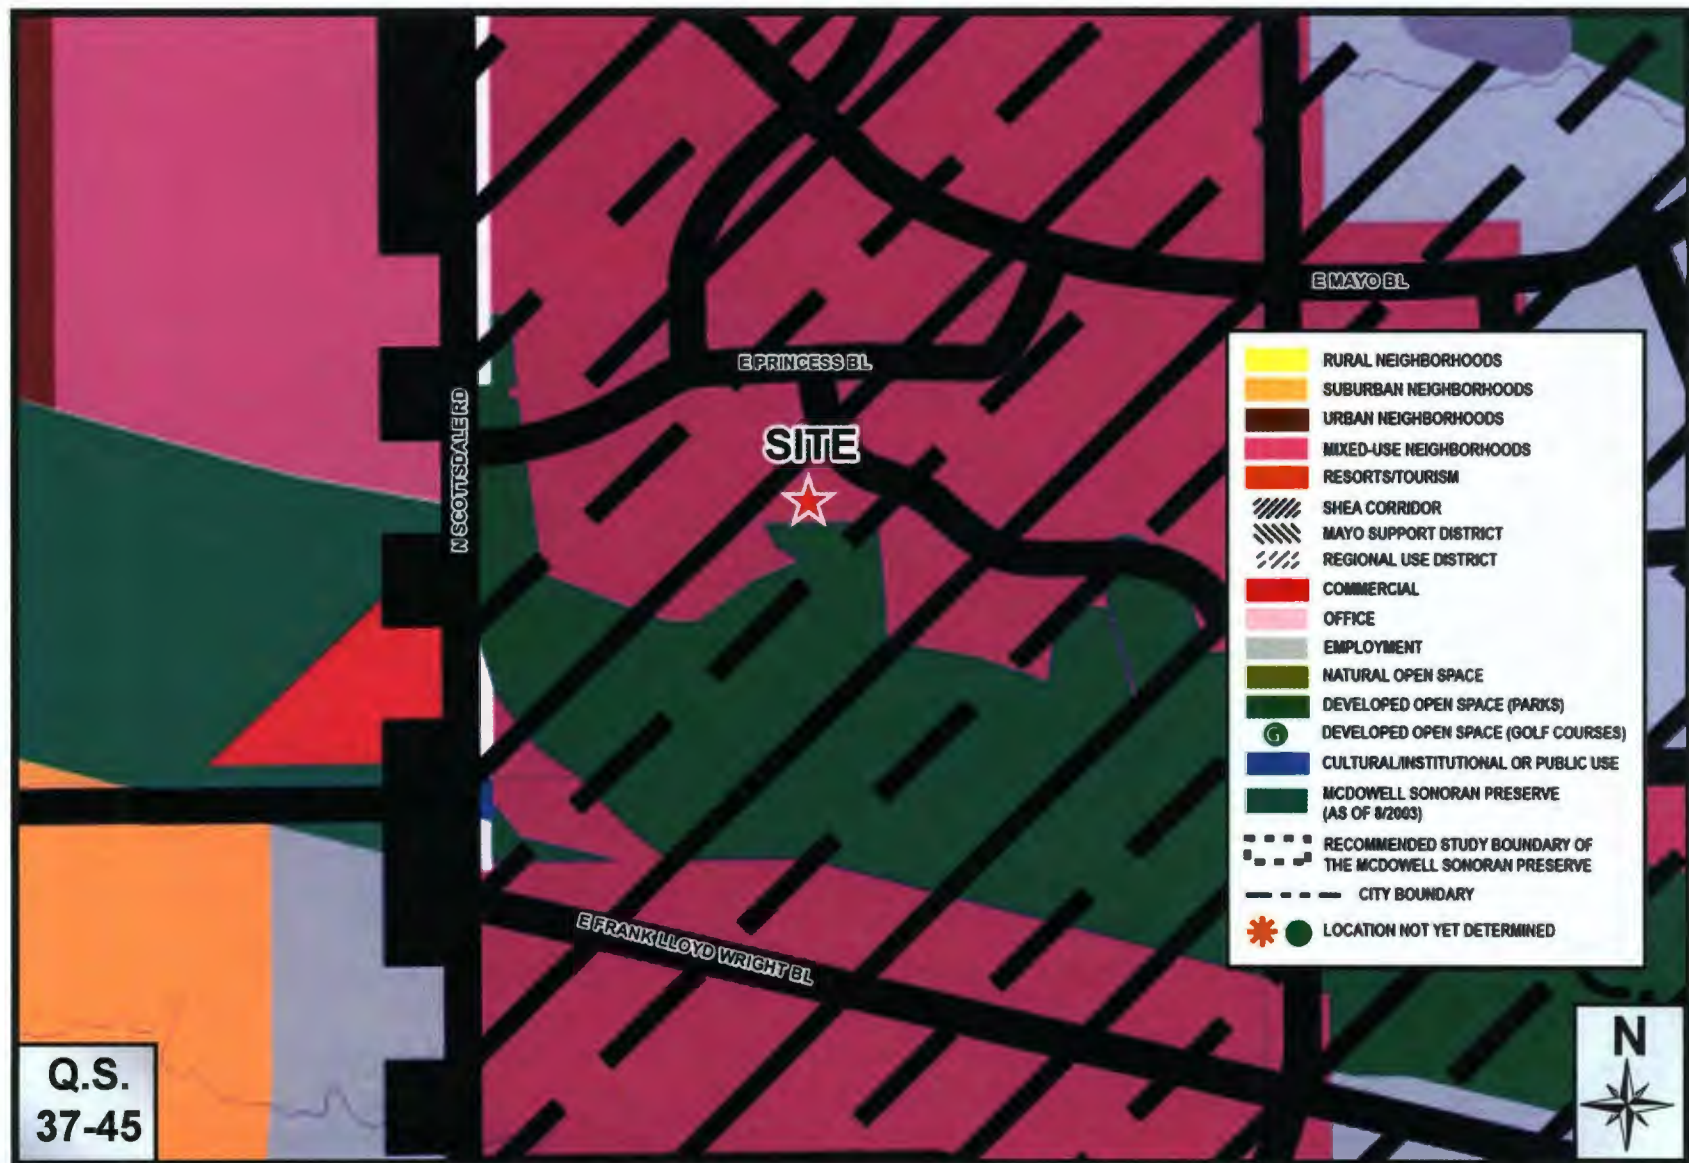 E MAYO BL
E PRINCESS BL
N SCOTTSDALE RD
SITE
RURAL NEIGHBORHOODS
SUBURBAN NEIGHBORHOODS
URBAN NEIGHBORHOODS
MIXED-USE NEIGHBORHOODS
RESORTS/TOURISM
SHEA CORRIDOR
MAYO SUPPORT DISTRICT
REGIONAL USE DISTRICT
COMMERCIAL
OFFICE
EMPLOYMENT
NATURAL OPEN SPACE
DEVELOPED OPEN SPACE (PARKS)
G DEVELOPED OPEN SPACE (GOLF COURSES)
CULTURAL/INSTITUTIONAL OR PUBLIC USE
MCDOWELL SONORAN PRESERVE
(AS OF 8/2003)
RECOMMENDED STUDY BOUNDARY OF
THE MCDOWELL SONORAN PRESERVE
CITY BOUNDARY
LOCATION NOT YET DETERMINED
E FRANK LLOYD WRIGHT BL
Q.S.
37-45
N